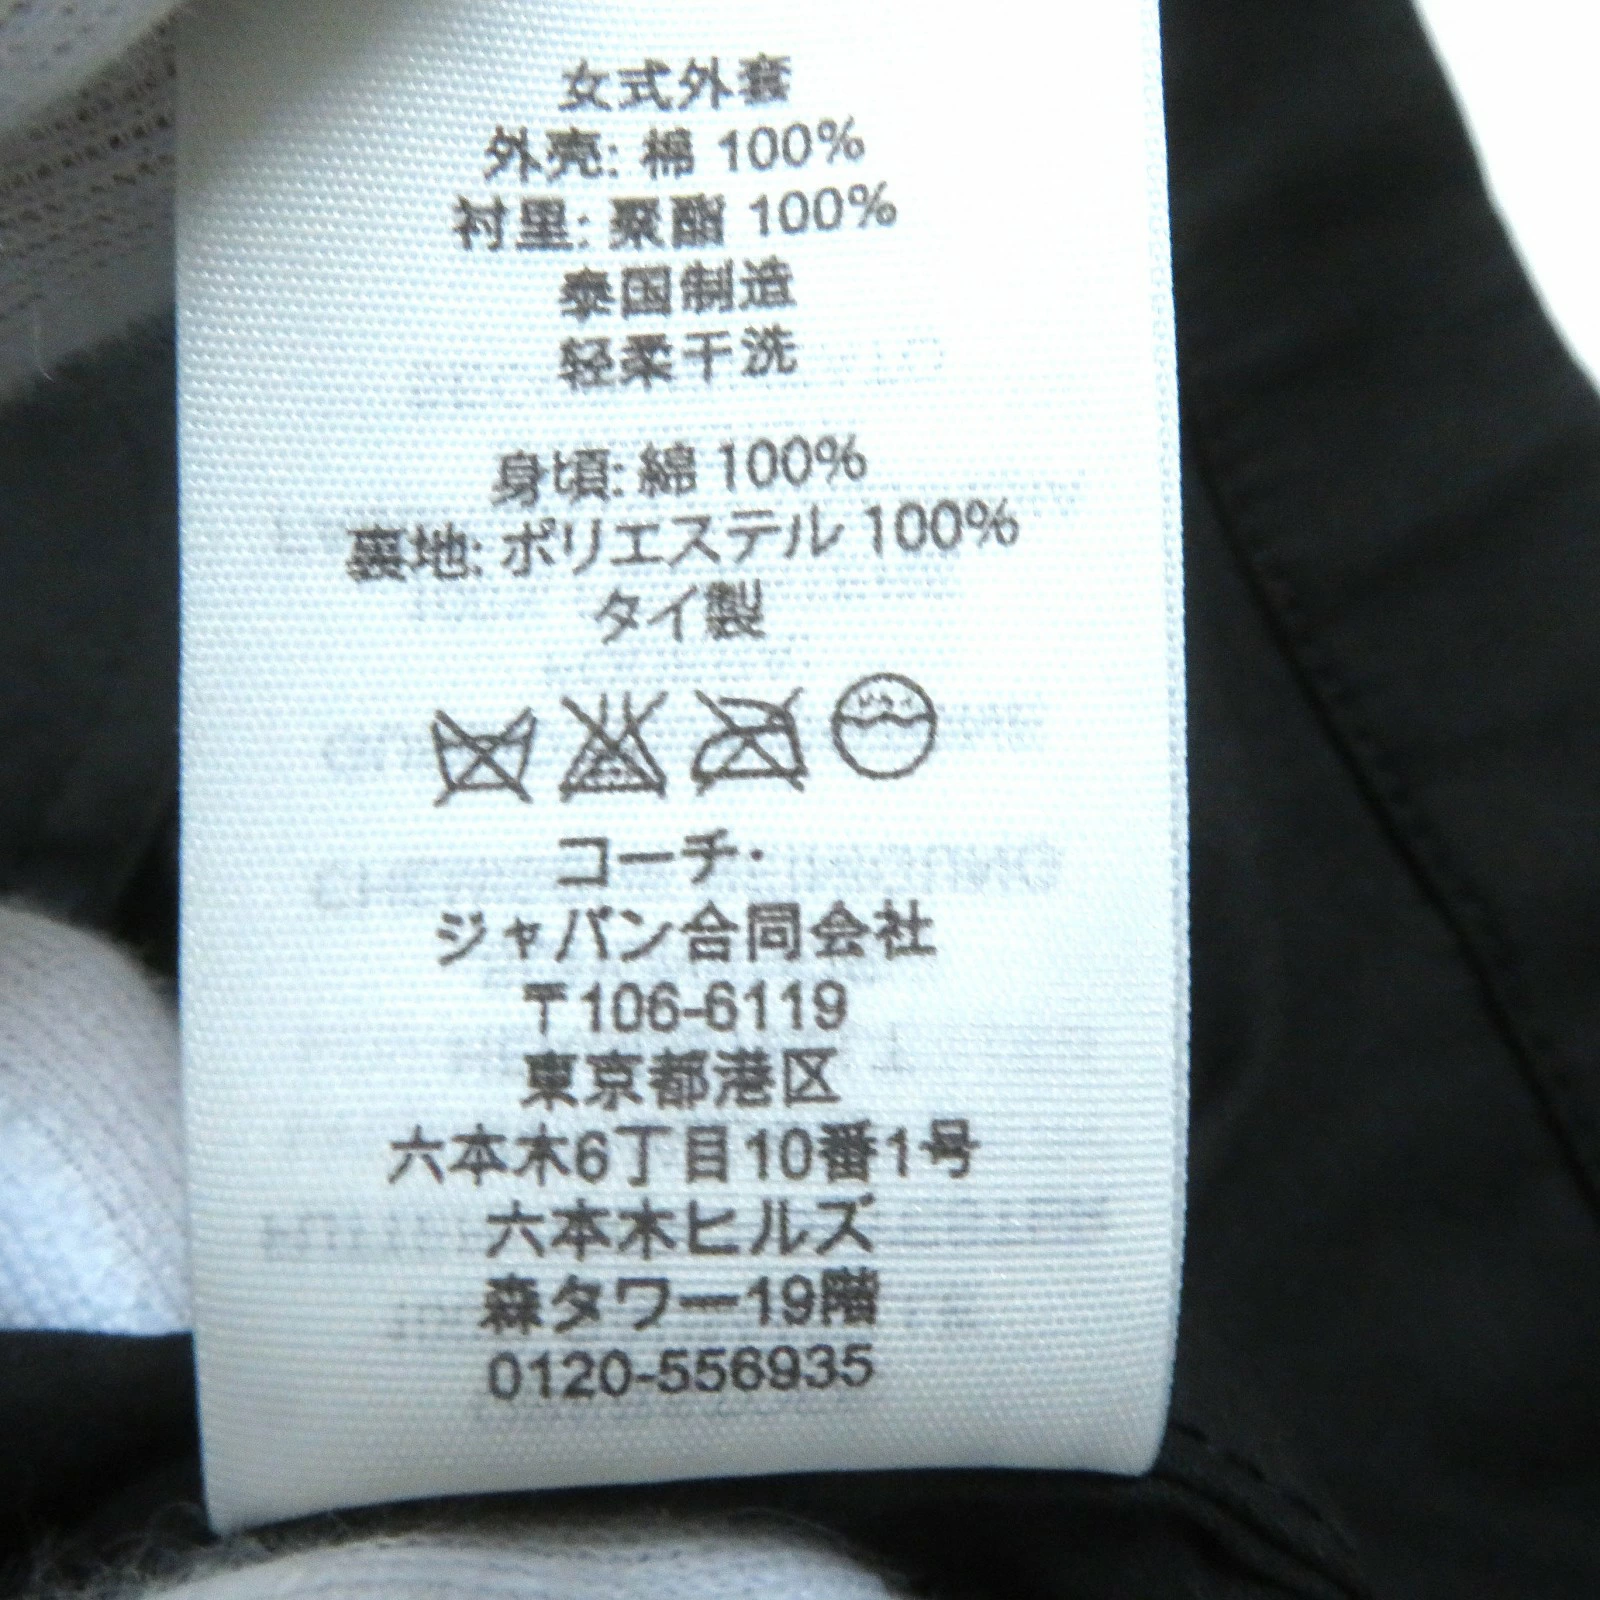 女式外套
外壳: 棉 100%
衬里: 聚酯 100%
泰国制造
轻柔干洗
身頃: 綿 100%
裏地: ポリエステル 100%
タイ製
コーチ・
ジャパン合同会社
〒106-6119
東京都港区
六本木6丁目10番1号
六本木ヒルズ
森タワー19階
0120-556935